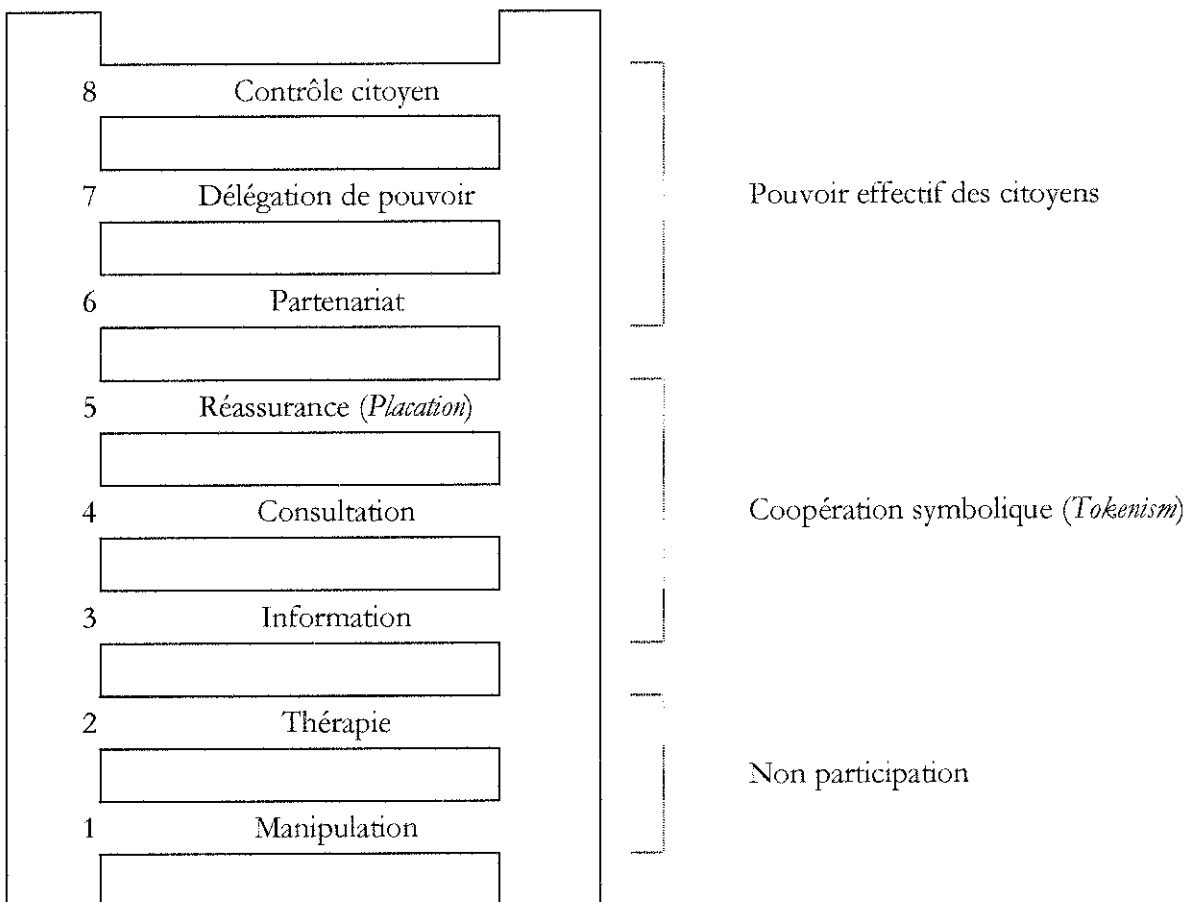 8 Contrôle citoyen
7 Délégation de pouvoir
Pouvoir effectif des citoyens
6 Partenariat
5 Réassurance (Placation)
4 Consultation
Coopération symbolique (Tokenism)
3 Information
2 Thérapie
Non participation
1 Manipulation